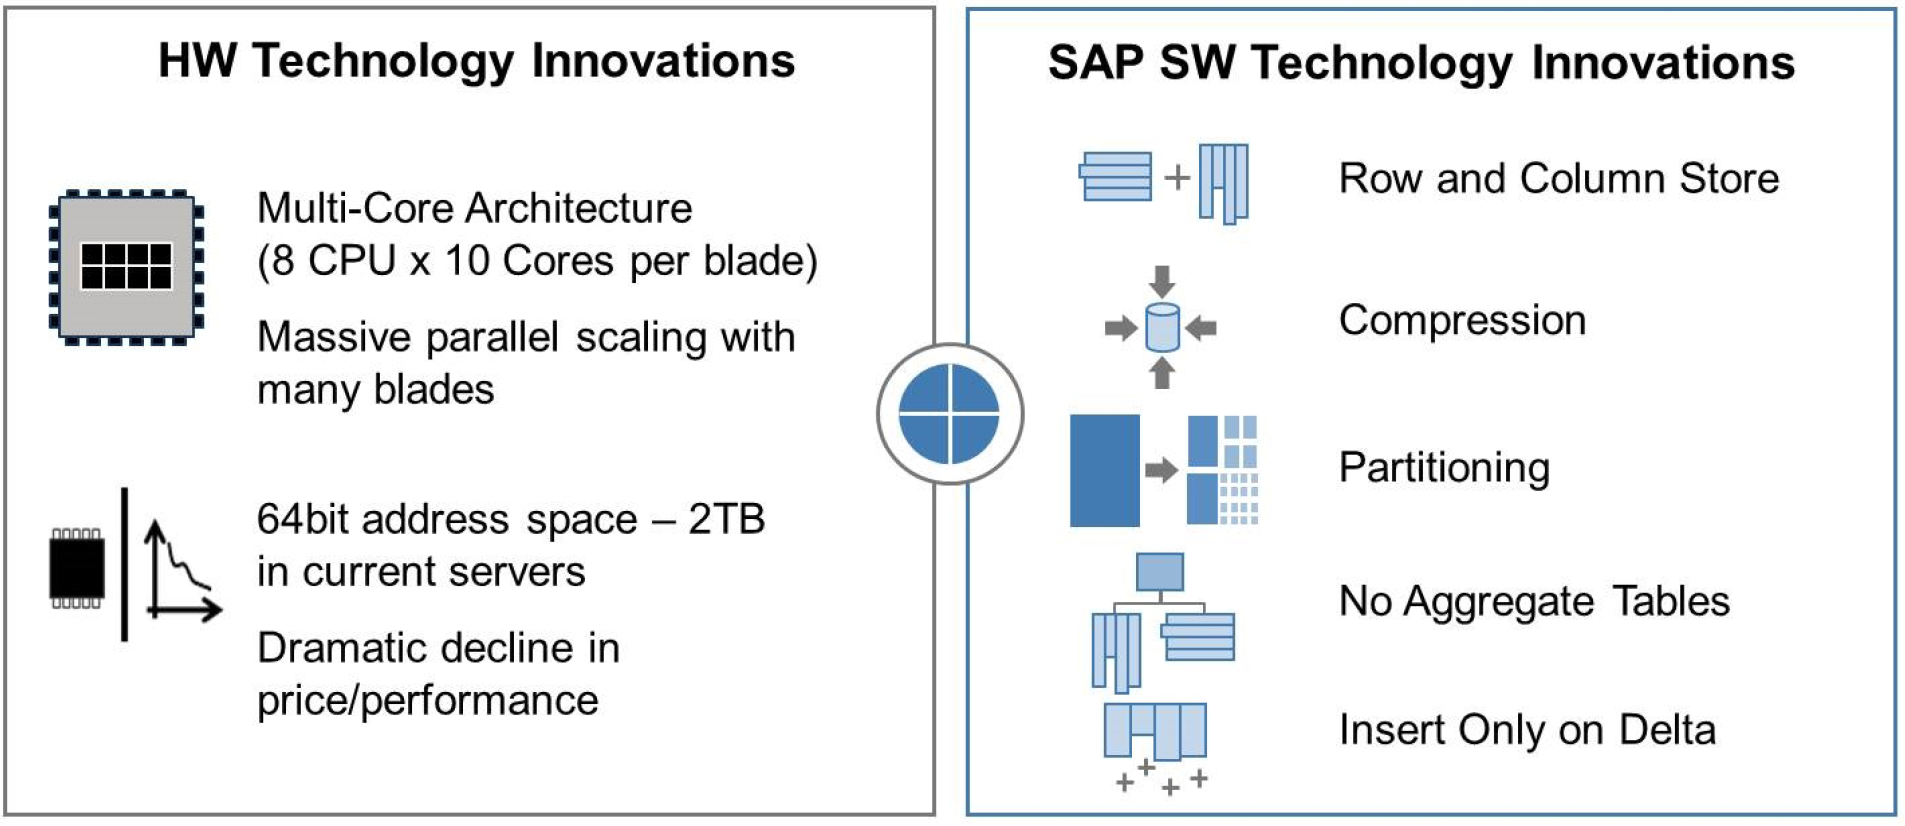 HW Technology Innovations
Multi-Core Architecture
(8 CPU x 10 Cores per blade)
Massive parallel scaling with
many blades
64bit address space – 2TB
in current servers
Dramatic decline in
price/performance
SAP SW Technology Innovations
Row and Column Store
Compression
Partitioning
No Aggregate Tables
Insert Only on Delta